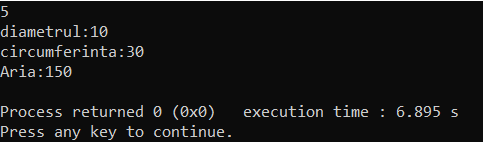 5
diametrul:10
circumferinta:30
Aria:150
Process returned 0 (0x0)   execution time : 6.895 s
Press any key to continue.